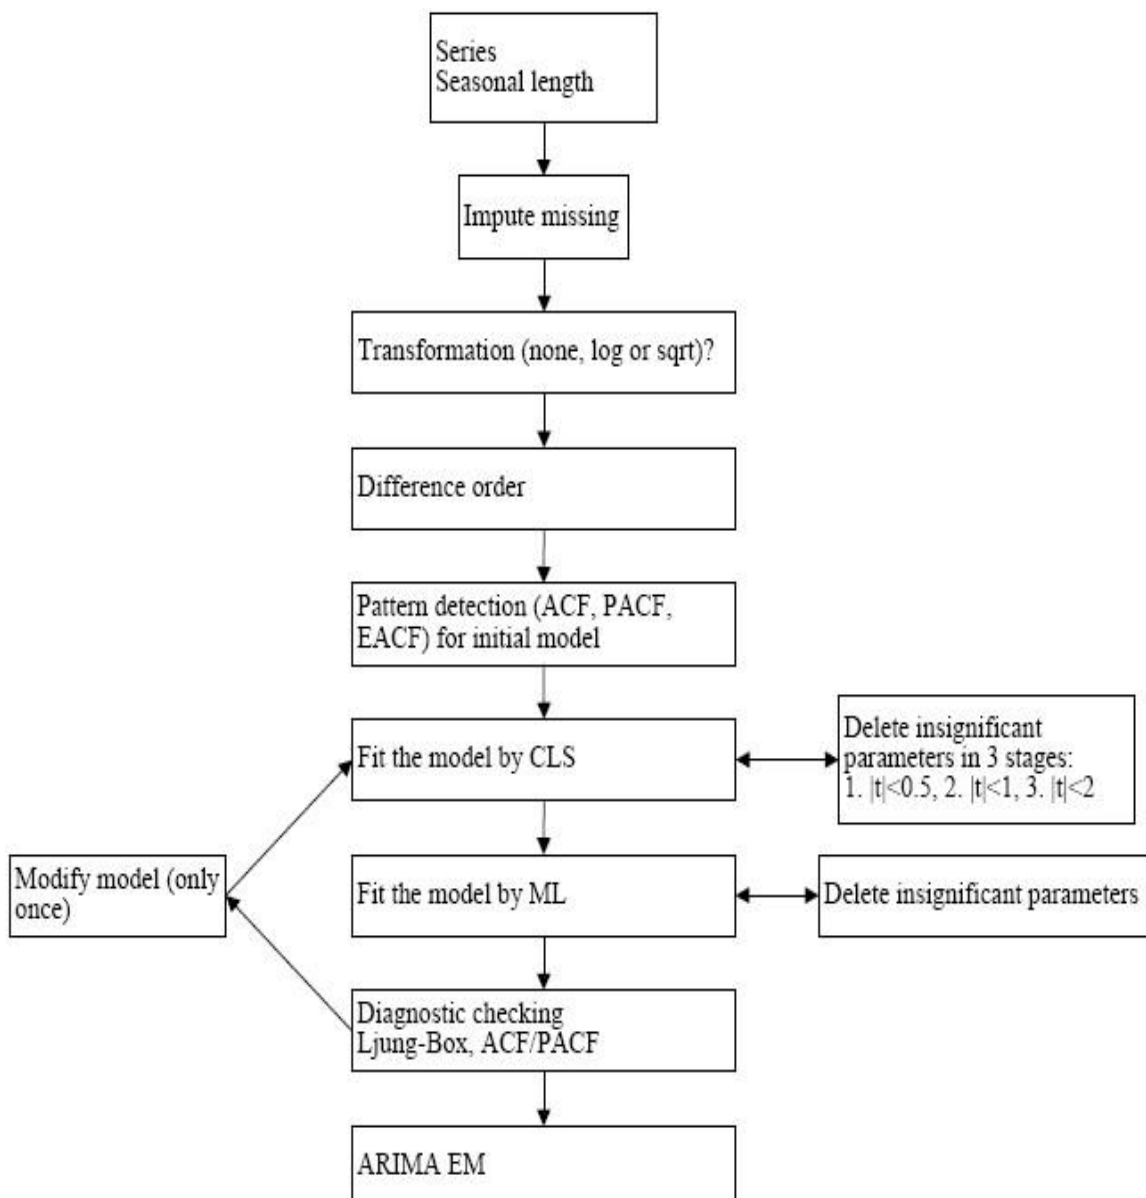 Series
Seasonal length
Impute missing
Transformation (none, log or sqrt)?
Difference order
Pattern detection (ACF, PACF,
EACF) for initial model
Fit the model by CLS
Delete insignificant
parameters in 3 stages:
1. |t|<0.5, 2. |t|<1, 3. |t|<2
Modify model (only
once)
Fit the model by ML
Delete insignificant parameters
Diagnostic checking
Ljung-Box, ACF/PACF
ARIMA EM